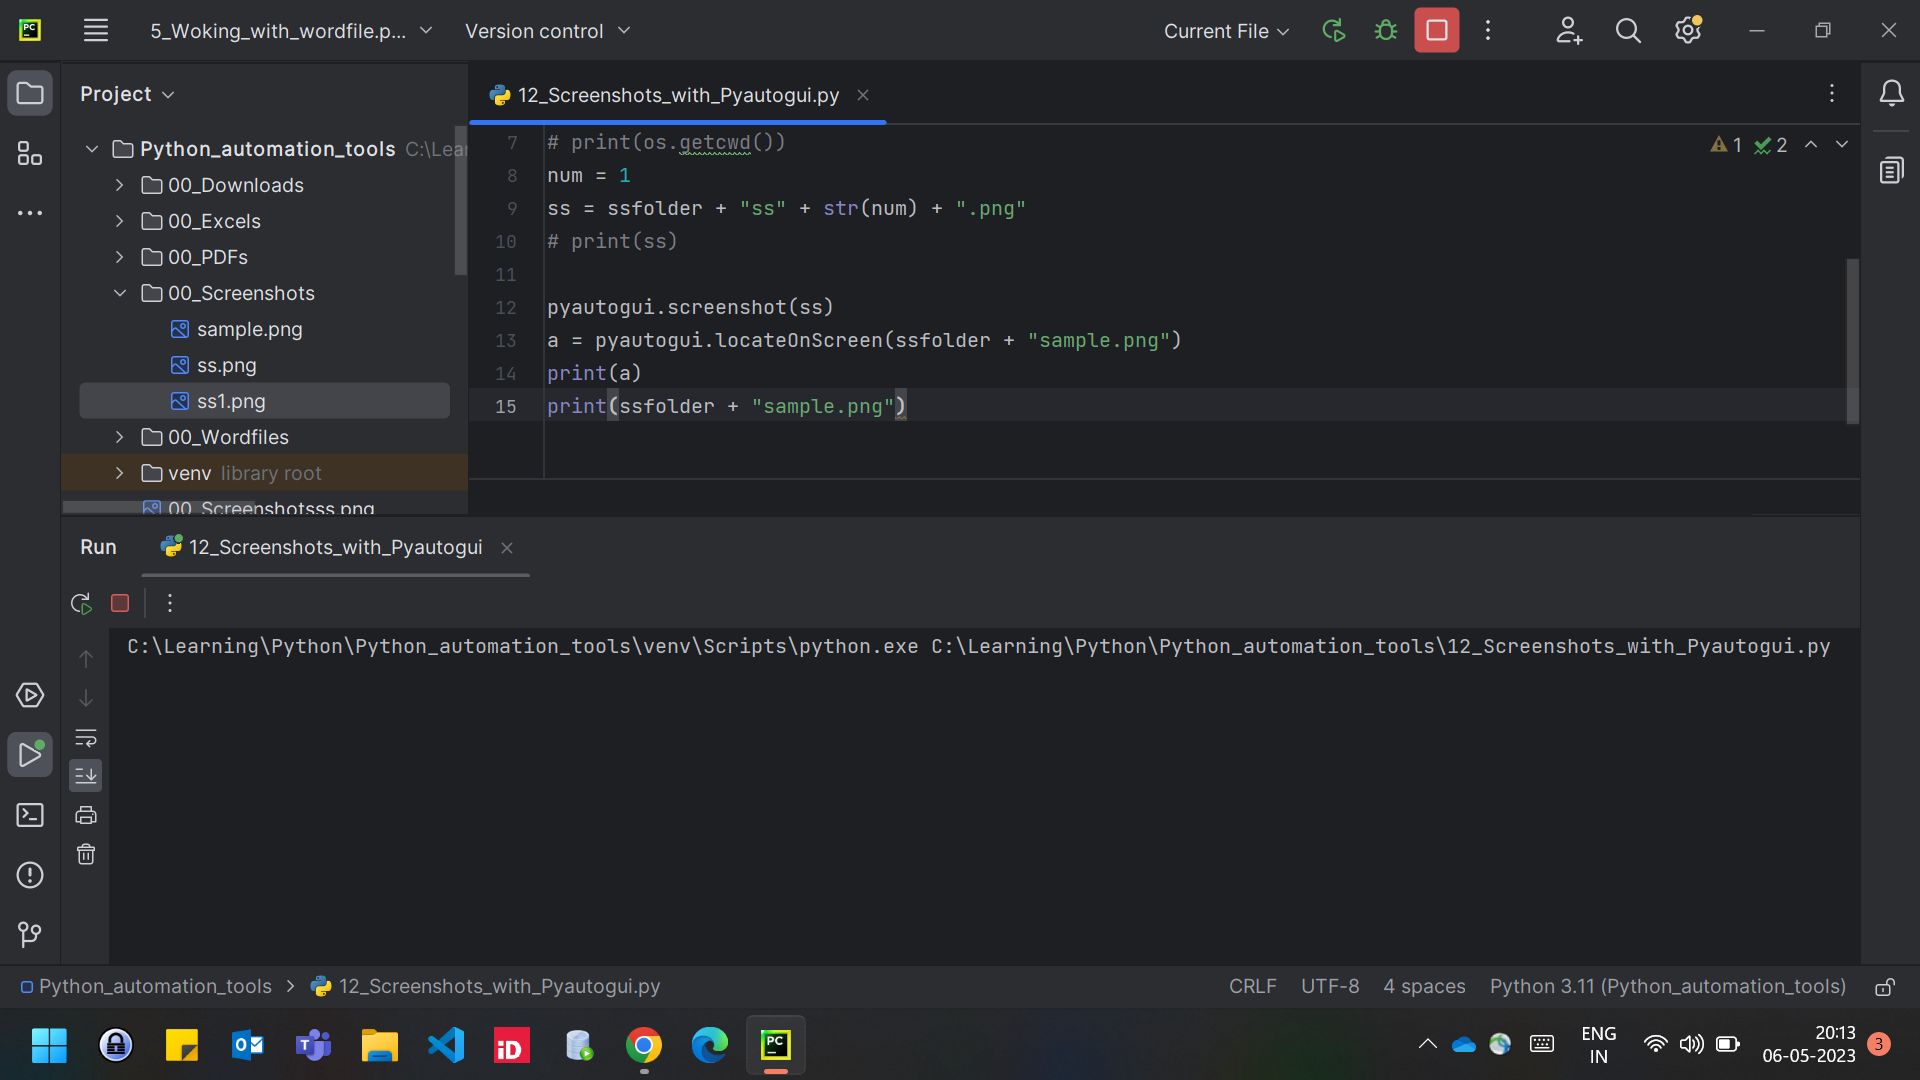 PC
5_Woking_with_wordfile.p...
Version control
Current File
Project
12_Screenshots_with_Pyautogui.py
Python_automation_tools C:\Lear
00_Downloads
00_Excels
00_PDFs
00_Screenshots
sample.png
ss.png
ss1.png
00_Wordfiles
venv library root
00_Screenshotsss.png
7 # print(os.getcwd())
8 num = 1
9 ss = ssfolder + "ss" + str(num) + ".png"
10 # print(ss)
11
12 pyautogui.screenshot(ss)
13 a = pyautogui.locateOnScreen(ssfolder + "sample.png")
14 print(a)
15 print(ssfolder + "sample.png")
1 2
Run
12_Screenshots_with_Pyautogui
C:\Learning\Python\Python_automation_tools\venv\Scripts\python.exe C:\Learning\Python\Python_automation_tools\12_Screenshots_with_Pyautogui.py
Python_automation_tools
12_Screenshots_with_Pyautogui.py
CRLF
UTF-8
4 spaces
Python 3.11 (Python_automation_tools)
O
T
iD
PC
ENG
IN
20:13
06-05-2023
3